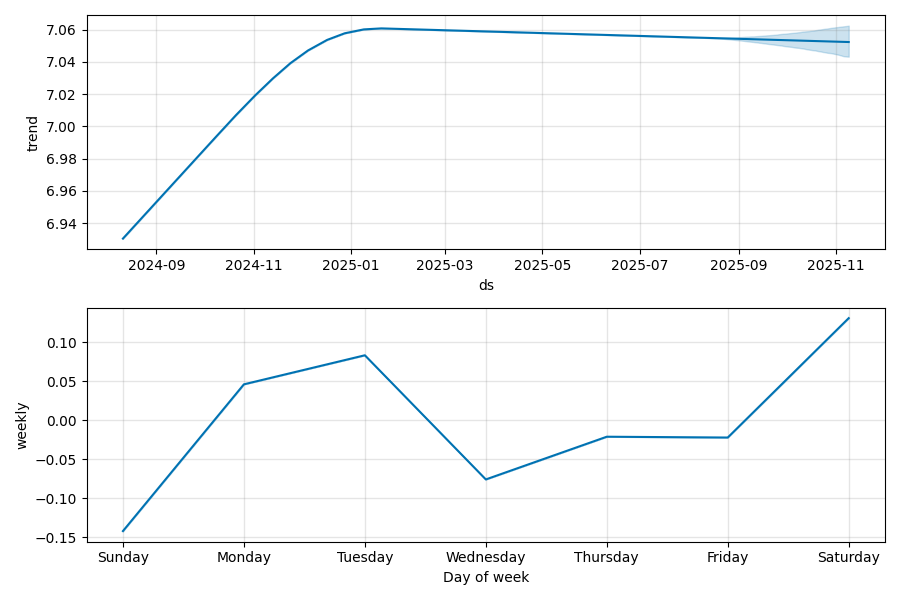 7.06
7.04
7.02
7.00
6.98
6.96
6.94
trend
2024-09 2024-11 2025-01 2025-03 2025-05 2025-07 2025-09 2025-11
ds
0.10
0.05
0.00
−0.05
−0.10
−0.15
weekly
Sunday Monday Tuesday Wednesday Thursday Friday Saturday
Day of week